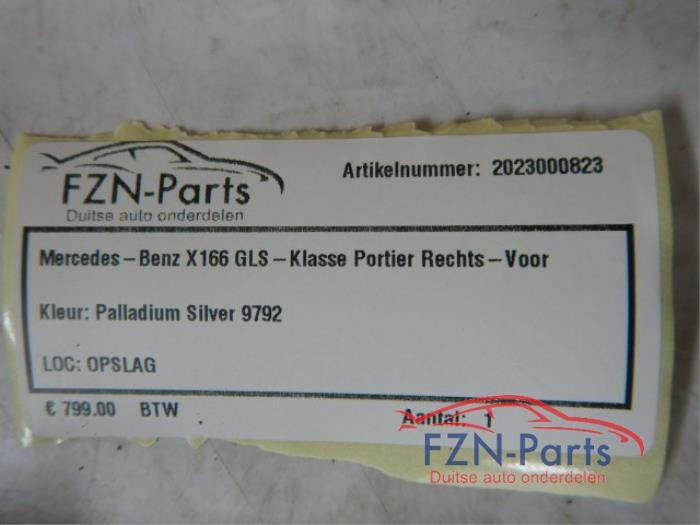 FZN-Parts
Duitse auto onderdelen
Artikelnummer: 2023000823
Mercedes-Benz X166 GLS-Klasse Portier Rechts-Voor
Kleur: Palladium Silver 9792
LOC: OPSLAG
€ 799.00 BTW
Aantal: 1
FZN-Parts
Duitse auto onderdelen